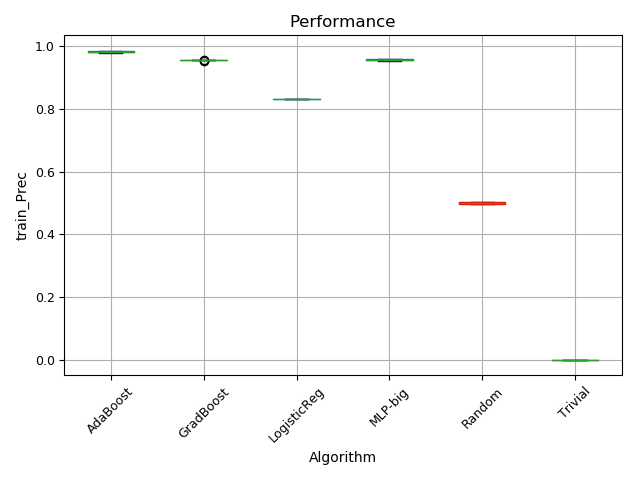 Performance
1.0
0.8
0.6
0.4
0.2
0.0
train_Prec
AdaBoost
GradBoost
LogisticReg
MLP-big
Random
Trivial
Algorithm